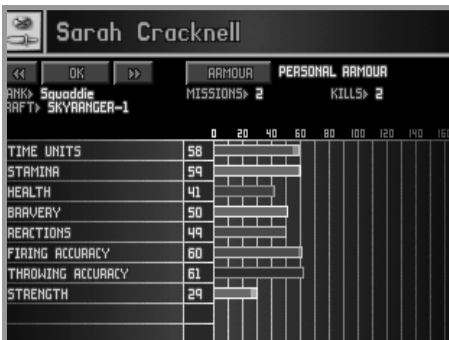 Sarah Cracknell
<< OK >> ARMOUR PERSONAL ARMOUR
ANK> Squaddie MISSIONS> 2 KILLS> 2
RAFT> SKYRANGER-1
0 20 40 60 80 100 120 140 160
TIME UNITS 58
STAMINA 59
HEALTH 41
BRAVERY 50
REACTIONS 49
FIRING ACCURACY 60
THROWING ACCURACY 61
STRENGTH 29